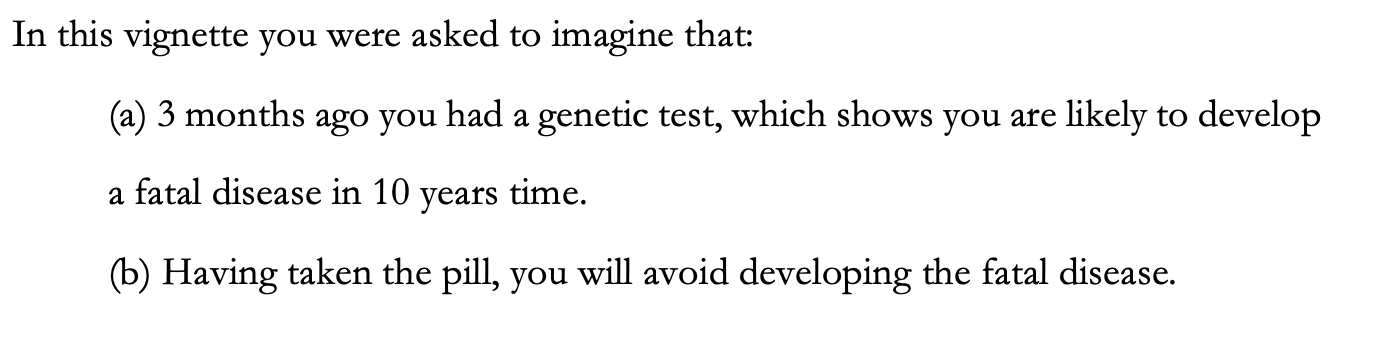 In this vignette you were asked to imagine that:
(a) 3 months ago you had a genetic test, which shows you are likely to develop
a fatal disease in 10 years time.
(b) Having taken the pill, you will avoid developing the fatal disease.